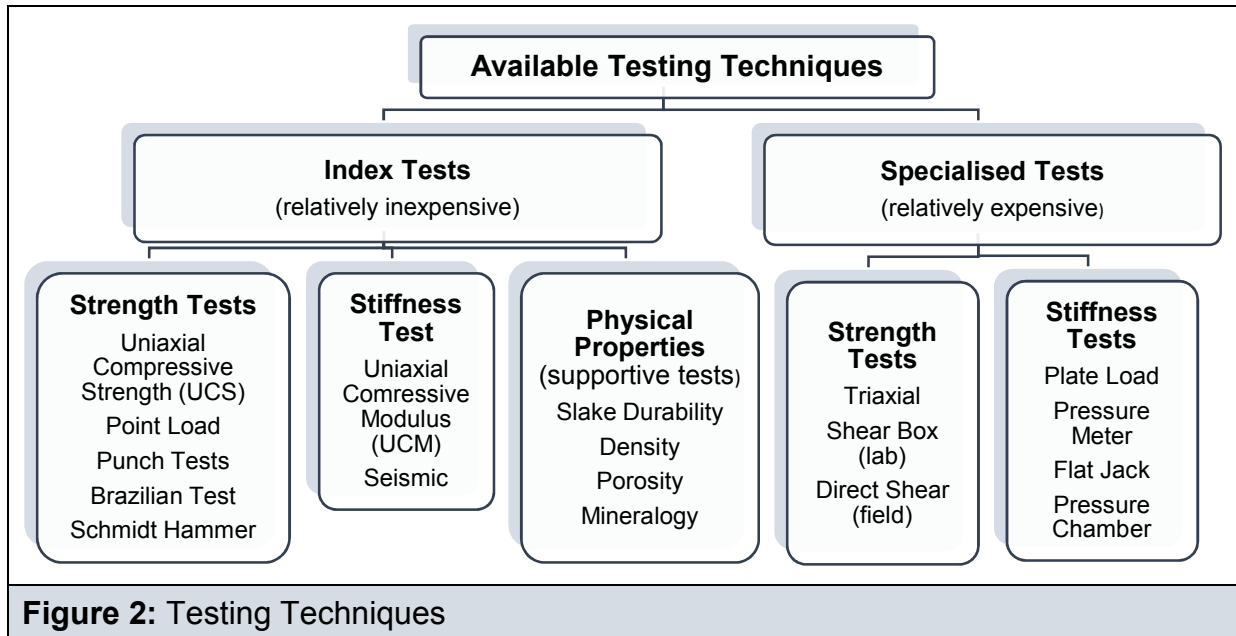 Available Testing Techniques
Index Tests
(relatively inexpensive)
Specialised Tests
(relatively expensive)
Strength Tests
Uniaxial
Compressive
Strength (UCS)
Point Load
Punch Tests
Brazilian Test
Schmidt Hammer
Stiffness
Test
Uniaxial
Comressive
Modulus
(UCM)
Seismic
Physical
Properties
(supportive tests)
Slake Durability
Density
Porosity
Mineralogy
Strength
Tests
Triaxial
Shear Box
(lab)
Direct Shear
(field)
Stiffness
Tests
Plate Load
Pressure
Meter
Flat Jack
Pressure
Chamber
Figure 2: Testing Techniques